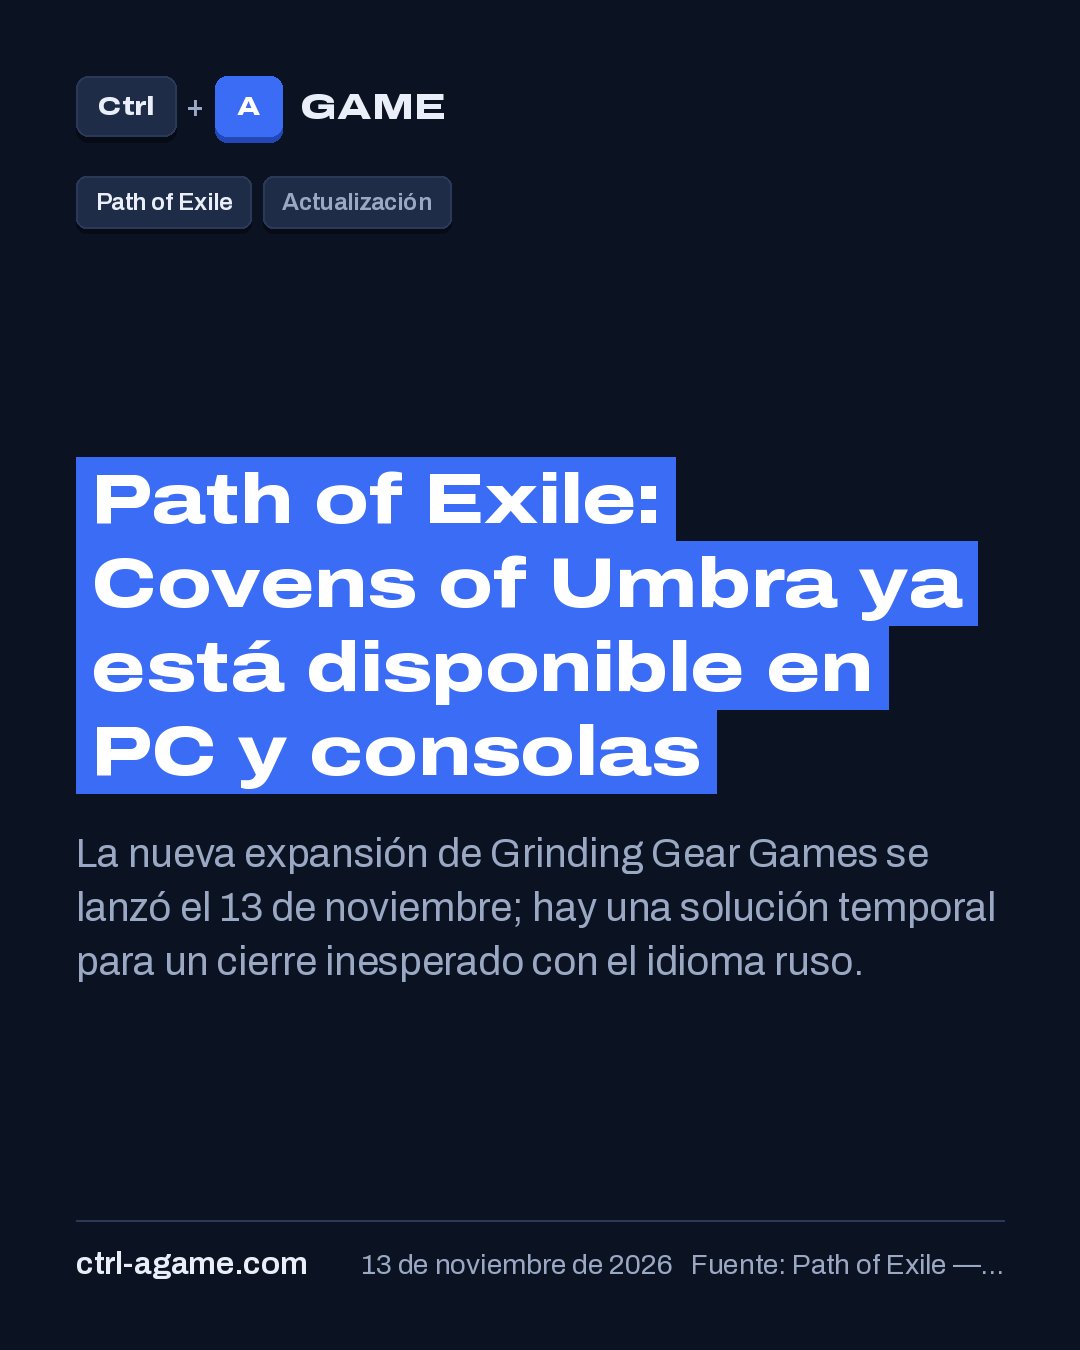 Ctrl + A GAME
Path of Exile Actualización
Path of Exile:
Covens of Umbra ya
está disponible en
PC y consolas
La nueva expansión de Grinding Gear Games se
lanzó el 13 de noviembre; hay una solución temporal
para un cierre inesperado con el idioma ruso.
ctrl-agame.com 13 de noviembre de 2026 Fuente: Path of Exile —...